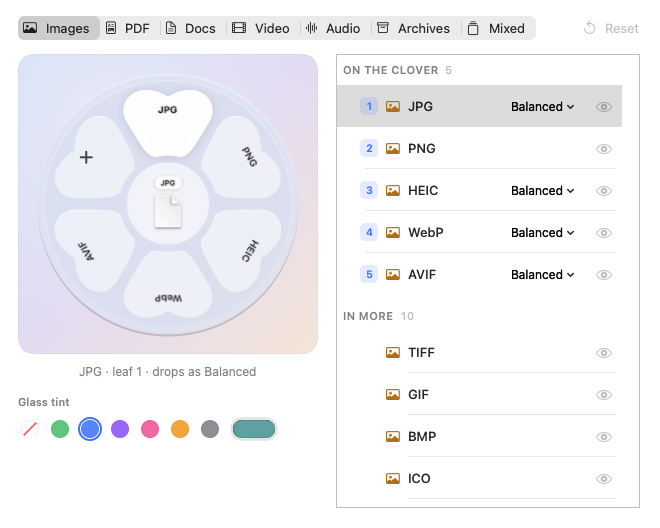 Images PDF Docs Video Audio Archives Mixed Reset
JPG
PNG
HEIC
WebP
AVIF
+
JPG
JPG · leaf 1 · drops as Balanced
Glass tint
ON THE CLOVER 5
1 JPG Balanced
2 PNG
3 HEIC Balanced
4 WebP Balanced
5 AVIF Balanced
IN MORE 10
TIFF
GIF
BMP
ICO